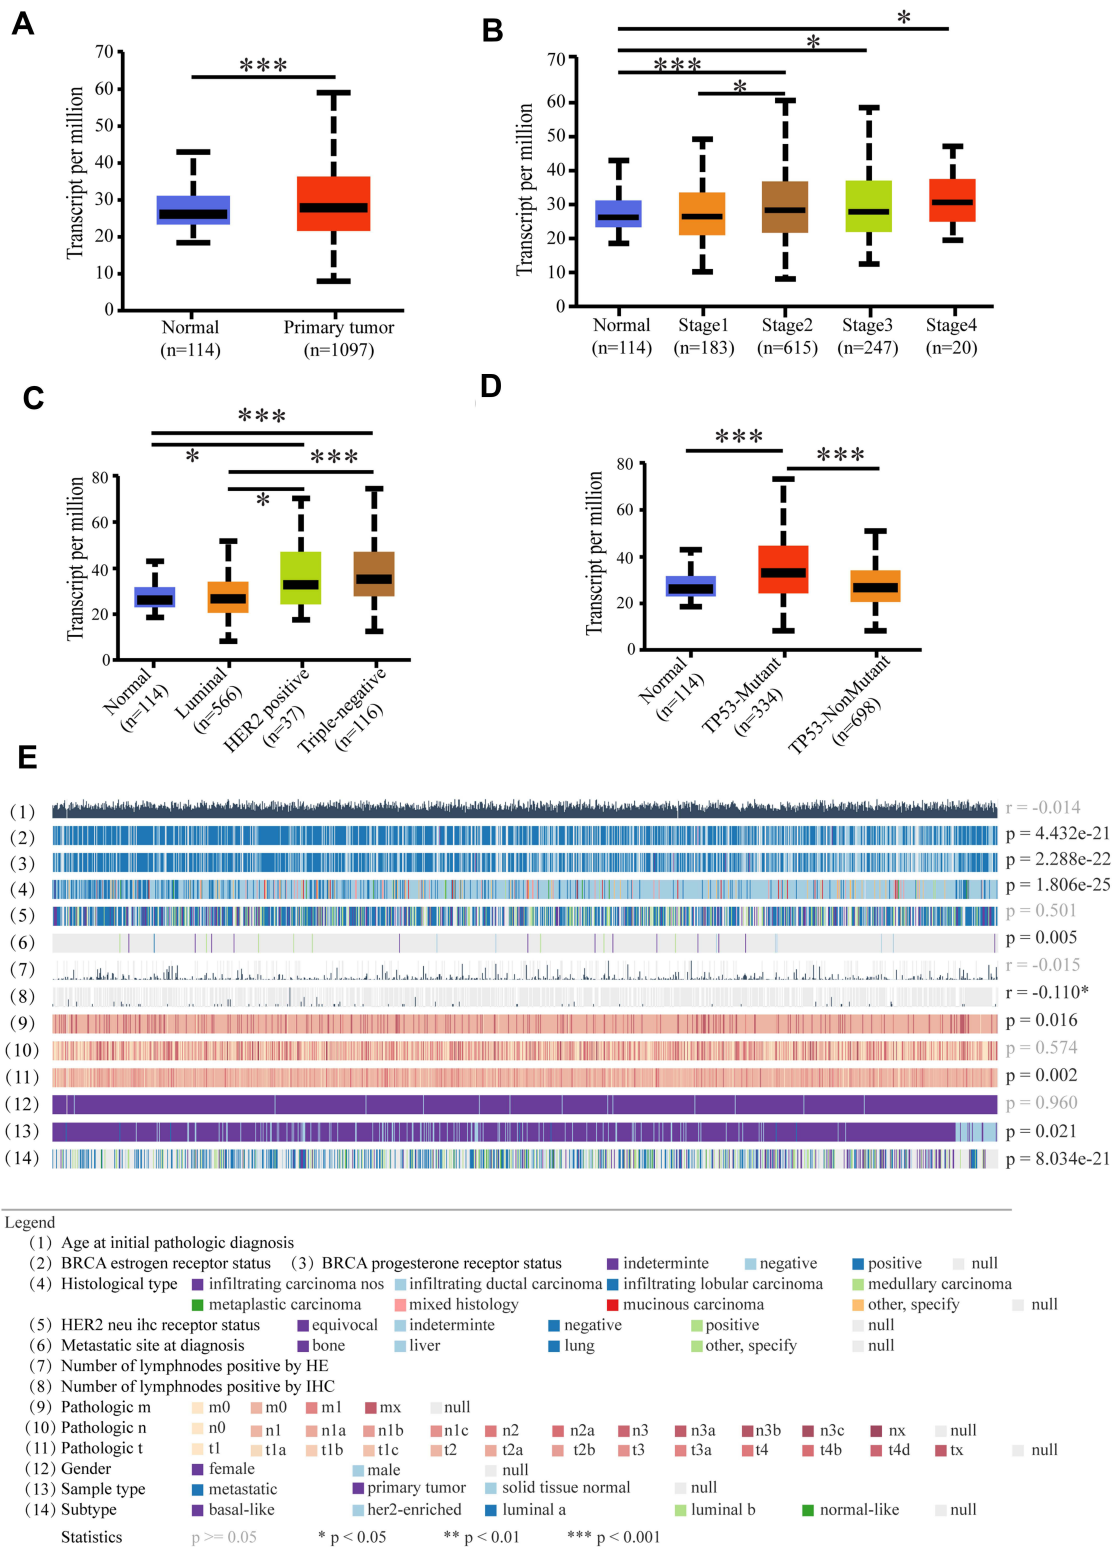 A
70
60
50
40
30
20
10
0
Transcript per million
***
Normal
(n=114)
Primary tumor
(n=1097)
B
70
60
50
40
30
20
10
0
Transcript per million
*
*
***
*
Normal
(n=114)
Stage1
(n=183)
Stage2
(n=615)
Stage3
(n=247)
Stage4
(n=20)
C
80
60
40
20
0
Transcript per million
***
*
***
*
Normal
(n=114)
Luminal
(n=566)
HER2 positive
(n=37)
Triple-negative
(n=116)
D
80
60
40
20
0
Transcript per million
***
***
Normal
(n=114)
TP53-Mutant
(n=334)
TP53-NonMutant
(n=698)
E
(1) r = -0.014
(2) p = 4.432e-21
(3) p = 2.288e-22
(4) p = 1.806e-25
(5) p = 0.501
(6) p = 0.005
(7) r = -0.015
(8) r = -0.110*
(9) p = 0.016
(10) p = 0.574
(11) p = 0.002
(12) p = 0.960
(13) p = 0.021
(14) p = 8.034e-21
Legend
(1) Age at initial pathologic diagnosis
(2) BRCA estrogen receptor status (3) BRCA progesterone receptor status indeterminte negative positive null
(4) Histological type infiltrating carcinoma nos infiltrating ductal carcinoma infiltrating lobular carcinoma medullary carcinoma
metaplastic carcinoma mixed histology mucinous carcinoma other, specify null
(5) HER2 neu ihc receptor status equivocal indeterminte negative positive null
(6) Metastatic site at diagnosis bone liver lung other, specify null
(7) Number of lymphnodes positive by HE
(8) Number of lymphnodes positive by IHC
(9) Pathologic m m0 m0 m1 mx null
(10) Pathologic n n0 n1 n1a n1b n1c n2 n2a n3 n3a n3b n3c nx null
(11) Pathologic t t1 t1a t1b t1c t2 t2a t2b t3 t3a t4 t4b t4d tx null
(12) Gender female male null
(13) Sample type metastatic primary tumor solid tissue normal null
(14) Subtype basal-like her2-enriched luminal a luminal b normal-like null
Statistics p >= 0.05 * p < 0.05 ** p < 0.01 *** p < 0.001